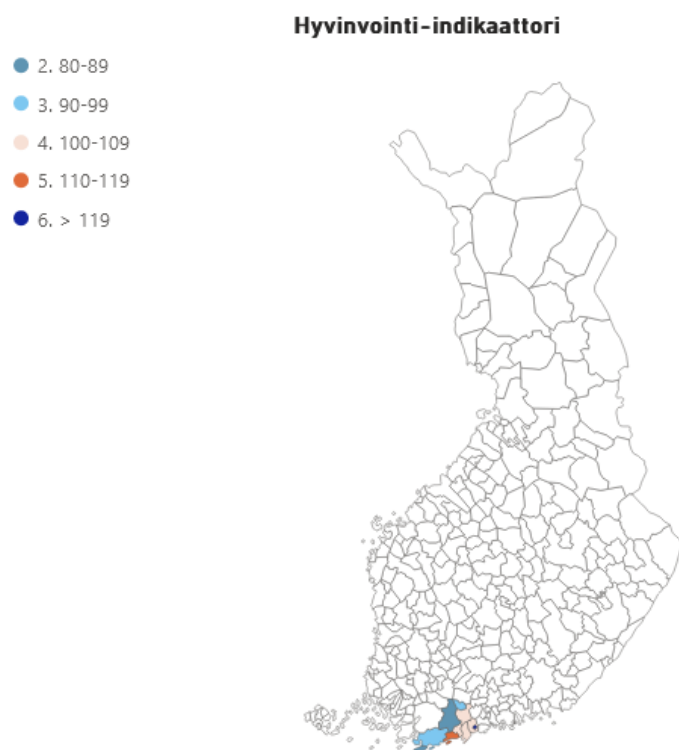 Hyvinvointi-indikaattori
2. 80-89
3. 90-99
4. 100-109
5. 110-119
6. > 119